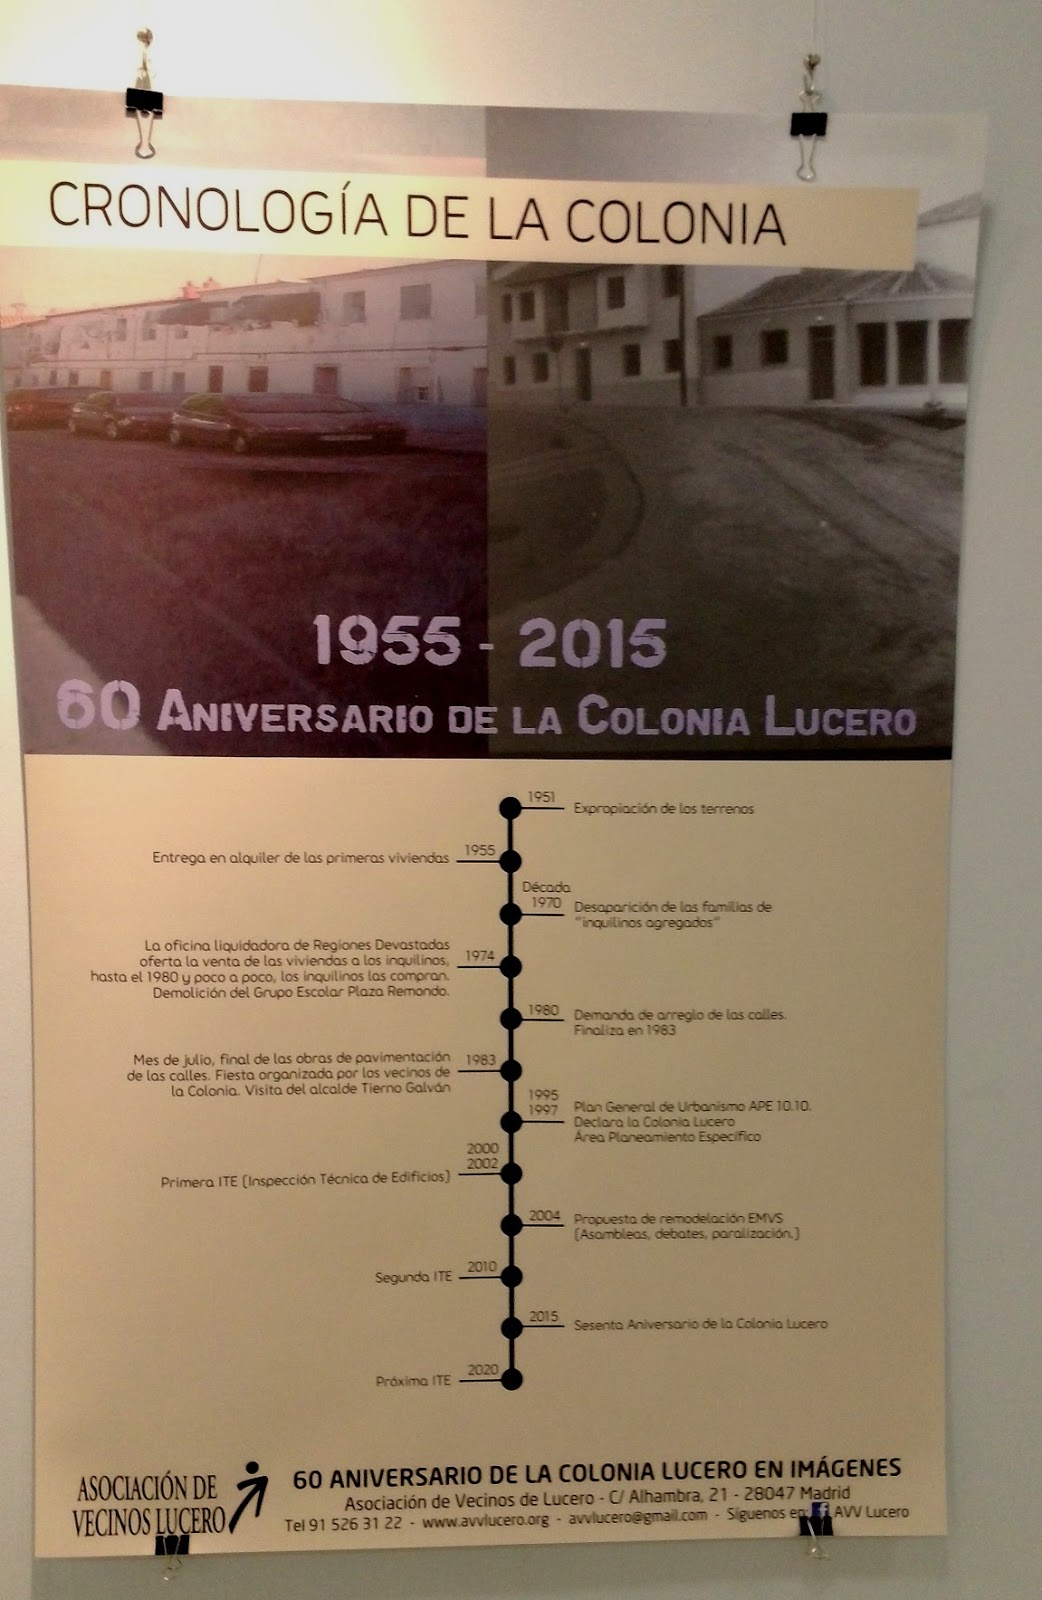 CRONOLOGÍA DE LA COLONIA
1955 - 2015
60 ANIVERSARIO DE LA COLONIA LUCERO
1951
Expropiación de los terrenos
1955
Entrega en alquiler de las primeras viviendas
Década
1970
Desaparición de las familias de
"inquilinos agregados"
1974
La oficina liquidadora de Regiones Devastadas
oferta la venta de las viviendas a los inquilinos,
hasta el 1980 y poco a poco, los inquilinos las compran.
Demolición del Grupo Escolar Plaza Remondo.
1980
Demanda de arreglo de las calles.
Finaliza en 1983
1983
Mes de julio, final de las obras de pavimentación
de las calles. Fiesta organizada por los vecinos de
la Colonia. Visita del alcalde Tierno Galván
1995
1997
Plan General de Urbanismo APE 10.10.
Declara la Colonia Lucero
Área Planeamiento Específico
2000
2002
Primera ITE (Inspección Técnica de Edificios)
2004
Propuesta de remodelación EMVS
(Asambleas, debates, paralización.)
2010
Segunda ITE
2015
Sesenta Aniversario de la Colonia Lucero
2020
Próxima ITE
ASOCIACIÓN DE
VECINOS LUCERO
60 ANIVERSARIO DE LA COLONIA LUCERO EN IMÁGENES
Asociación de Vecinos de Lucero - C/ Alhambra, 21 - 28047 Madrid
Tel 91 526 31 22 - www.avvlucero.org - avvlucero@gmail.com - Síguenos en: f AVV Lucero